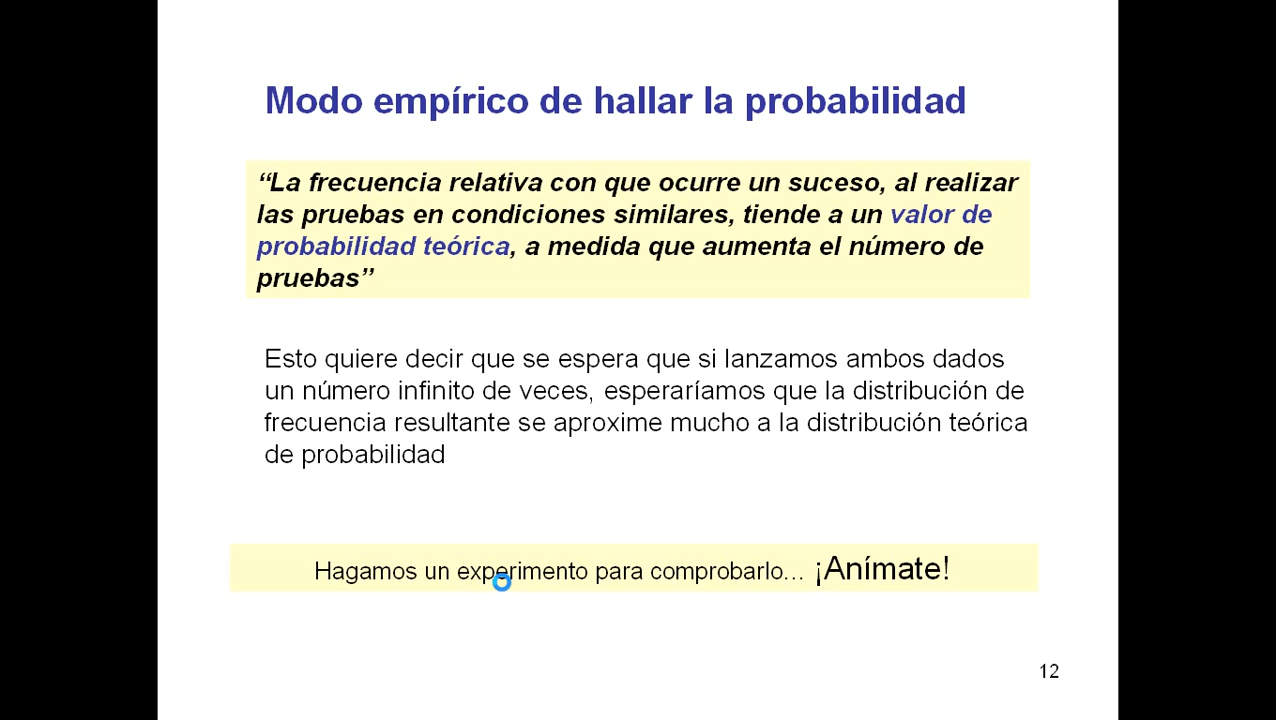 Modo empírico de hallar la probabilidad
“La frecuencia relativa con que ocurre un suceso, al realizar
las pruebas en condiciones similares, tiende a un valor de
probabilidad teórica, a medida que aumenta el número de
pruebas”
Esto quiere decir que se espera que si lanzamos ambos dados
un número infinito de veces, esperaríamos que la distribución de
frecuencia resultante se aproxime mucho a la distribución teórica
de probabilidad
Hagamos un experimento para comprobarlo... ¡Anímate!
12